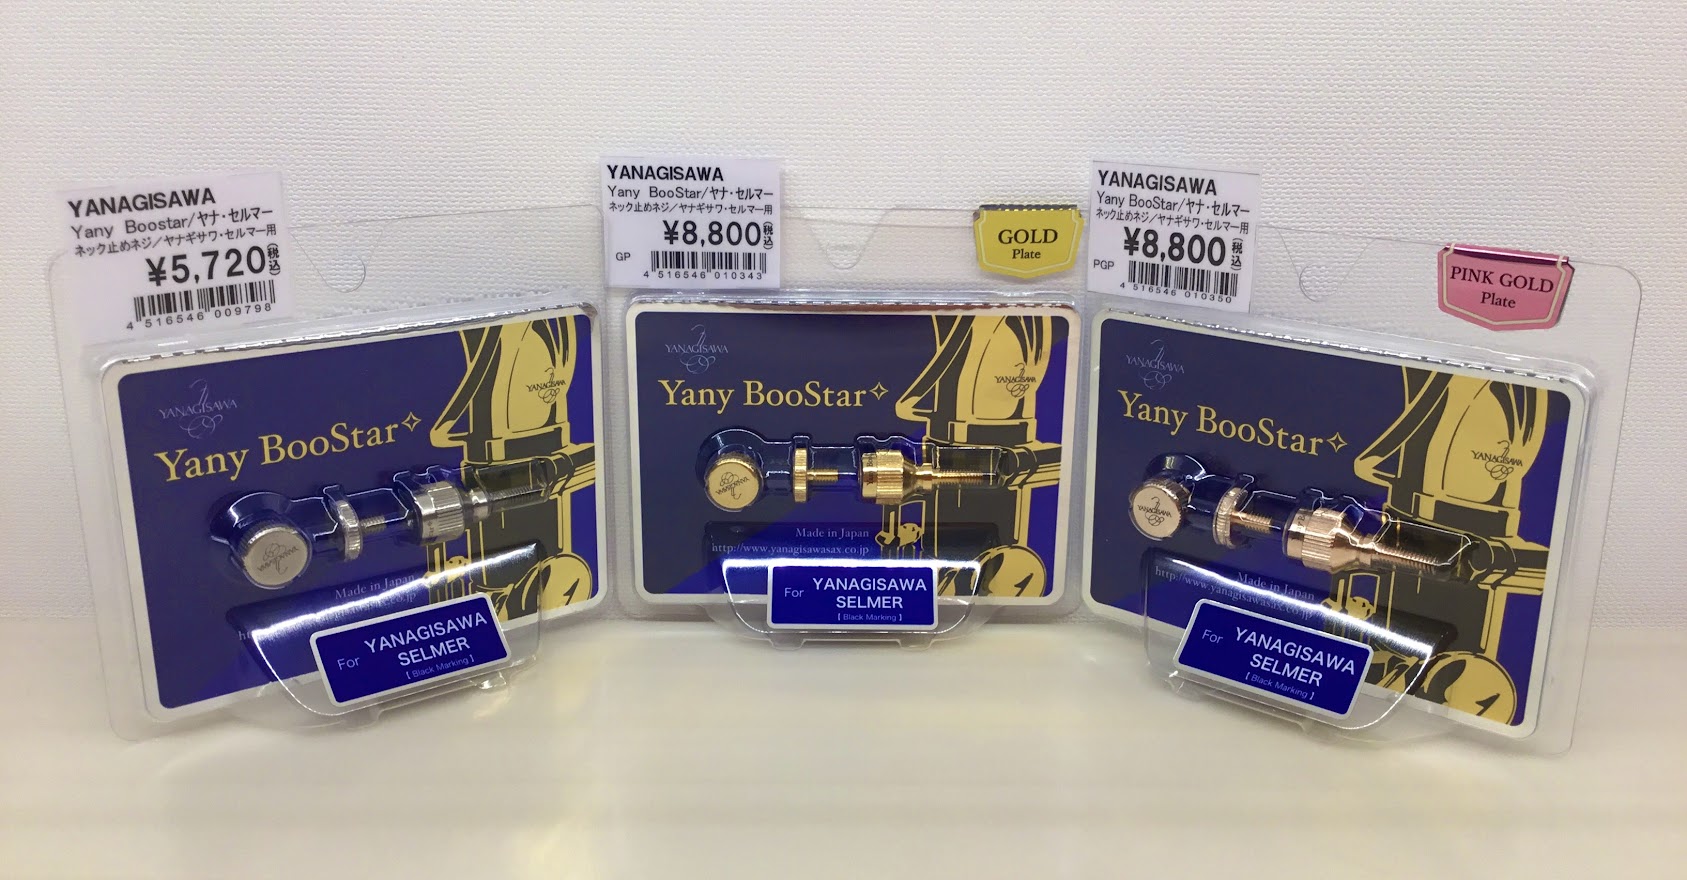 YANAGISAWA
Yany Boostar/ヤナ・セルマー
ネック止めネジ/ヤナギサワ・セルマー用
¥5,720(税込)
4 516546 009798
YANAGISAWA
Yany BooStar
YANAGISAWA
YANAGISAWA
Made in Japan
For YANAGISAWA
SELMER
[ Black Marking ]
YANAGISAWA
Yany BooStar/ヤナ・セルマー
ネック止めネジ/ヤナギサワ・セルマー用
¥8,800(税込)
GP
4 516546 010343
GOLD
Plate
YANAGISAWA
Yany BooStar
YANAGISAWA
YANAGISAWA
Made in Japan
http://www.yanagisawasax.co.jp
For YANAGISAWA
SELMER
[ Black Marking ]
YANAGISAWA
Yany BooStar/ヤナ・セルマー
ネック止めネジ/ヤナギサワ・セルマー用
¥8,800(税込)
PGP
4 516546 010350
PINK GOLD
Plate
YANAGISAWA
Yany BooStar
YANAGISAWA
YANAGISAWA
Made in Japan
http://www.yanagisawasax.co.jp
For YANAGISAWA
SELMER
[ Black Marking ]